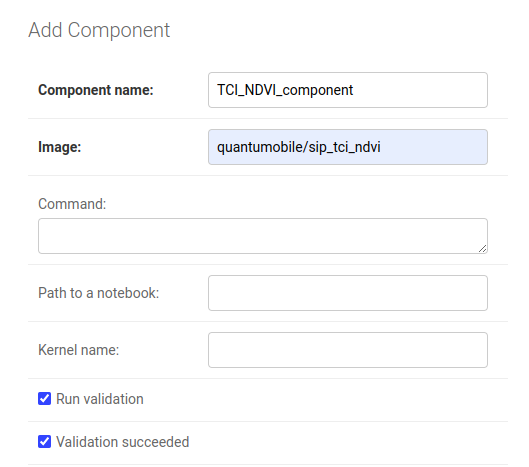 Add Component
Component name: TCI_NDVI_component
Image: quantumobile/sip_tci_ndvi
Command:
Path to a notebook:
Kernel name:
Run validation
Validation succeeded